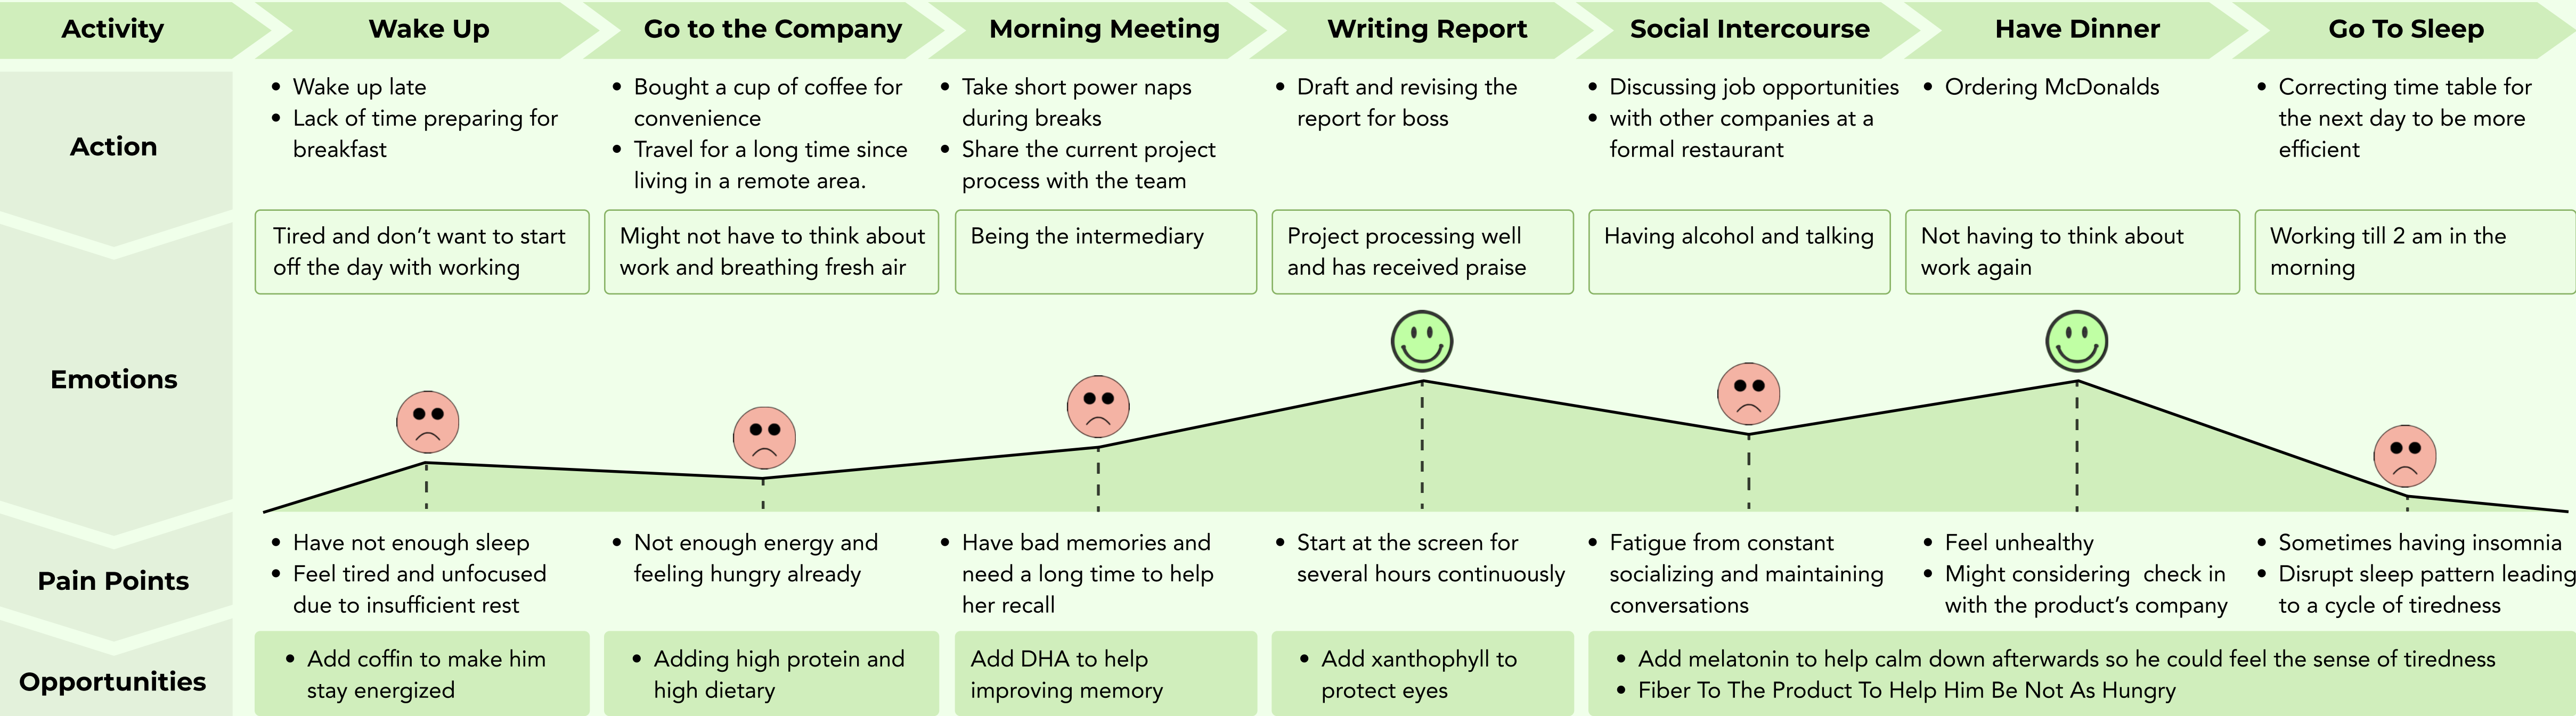 Activity
Wake Up
Go to the Company
Morning Meeting
Writing Report
Social Intercourse
Have Dinner
Go To Sleep
Action
• Wake up late
• Lack of time preparing for
breakfast
• Bought a cup of coffee for
convenience
• Travel for a long time since
living in a remote area.
• Take short power naps
during breaks
• Share the current project
process with the team
• Draft and revising the
report for boss
• Discussing job opportunities
• with other companies at a
formal restaurant
• Ordering McDonalds
• Correcting time table for
the next day to be more
efficient
Emotions
Tired and don’t want to start
off the day with working
Might not have to think about
work and breathing fresh air
Being the intermediary
Project processing well
and has received praise
Having alcohol and talking
Not having to think about
work again
Working till 2 am in the
morning
Pain Points
• Have not enough sleep
• Feel tired and unfocused
due to insufficient rest
• Not enough energy and
feeling hungry already
• Have bad memories and
need a long time to help
her recall
• Start at the screen for
several hours continuously
• Fatigue from constant
socializing and maintaining
conversations
• Feel unhealthy
• Might considering  check in
with the product’s company
• Sometimes having insomnia
• Disrupt sleep pattern leading
to a cycle of tiredness
Opportunities
• Add coffin to make him
stay energized
• Adding high protein and
high dietary
Add DHA to help
improving memory
• Add xanthophyll to
protect eyes
• Add melatonin to help calm down afterwards so he could feel the sense of tiredness
• Fiber To The Product To Help Him Be Not As Hungry